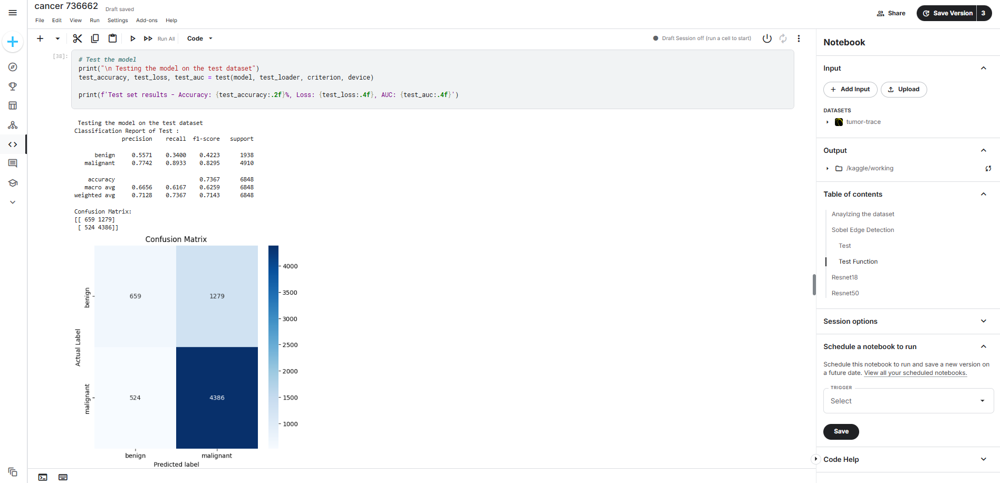 cancer 736662 Draft saved
File Edit View Run Settings Add-ons Help
Share
Save Version 3
Run All Code
Draft Session off (run a cell to start)
[38]:
# Test the model
print("\n Testing the model on the test dataset")
test_accuracy, test_loss, test_auc = test(model, test_loader, criterion, device)
print(f'Test set results - Accuracy: {test_accuracy:.2f}%, Loss: {test_loss:.4f}, AUC: {test_auc:.4f}')
Testing the model on the test dataset
Classification Report of Test :
precision recall f1-score support
benign 0.5571 0.3400 0.4223 1938
malignant 0.7742 0.8933 0.8295 4910
accuracy 0.7367 6848
macro avg 0.6656 0.6167 0.6259 6848
weighted avg 0.7128 0.7367 0.7143 6848
Confusion Matrix:
[[ 659 1279]
[ 524 4386]]
Confusion Matrix
Actual Label
benign
malignant
659 1279
524 4386
benign malignant
Predicted label
4000
3500
3000
2500
2000
1500
1000
Notebook
Input
Add Input
Upload
DATASETS
tumor-trace
Output
/kaggle/working
Table of contents
Anaylzing the dataset
Sobel Edge Detection
Test
Test Function
Resnet18
Resnet50
Session options
Schedule a notebook to run
Schedule this notebook to run and save a new version on
a future date. View all your scheduled notebooks.
TRIGGER
Select
Save
Code Help